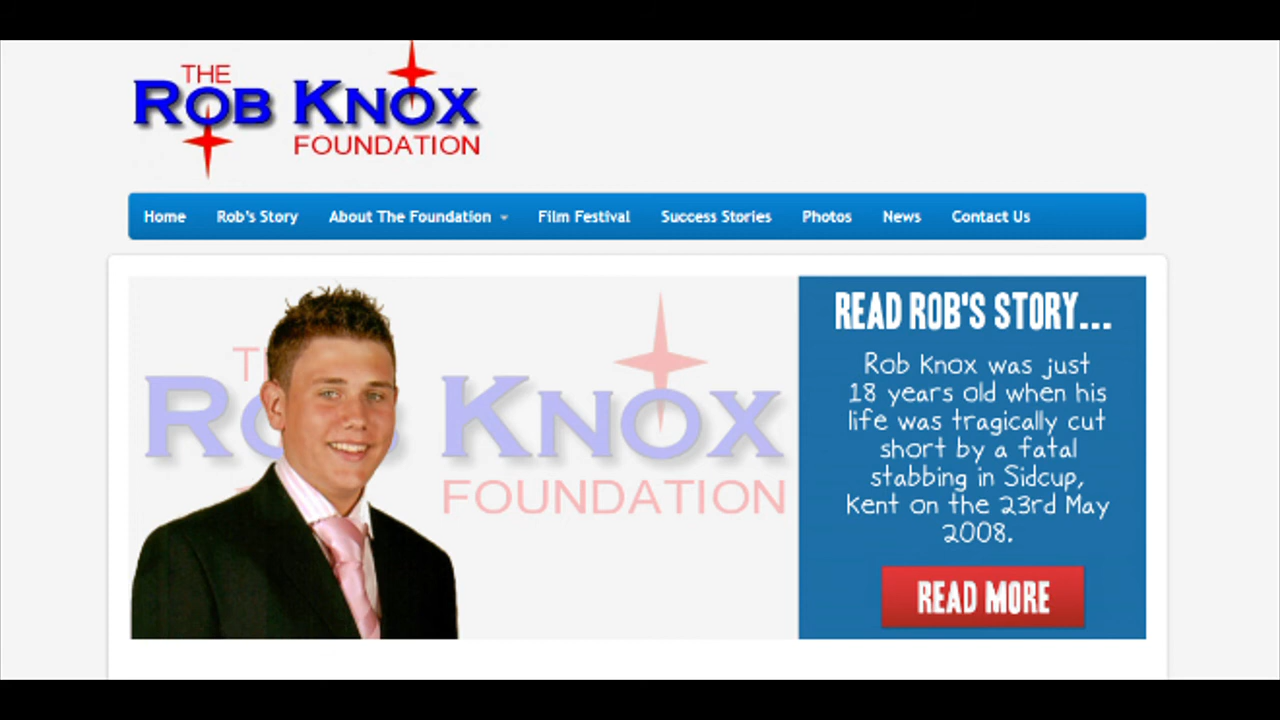 THE
ROB KNOX
FOUNDATION
Home Rob's Story About The Foundation Film Festival Success Stories Photos News Contact Us
ROB KNOX
FOUNDATION
READ ROB'S STORY...
Rob Knox was just
18 years old when his
life was tragically cut
short by a fatal
stabbing in Sidcup,
Kent on the 23rd May
2008.
READ MORE